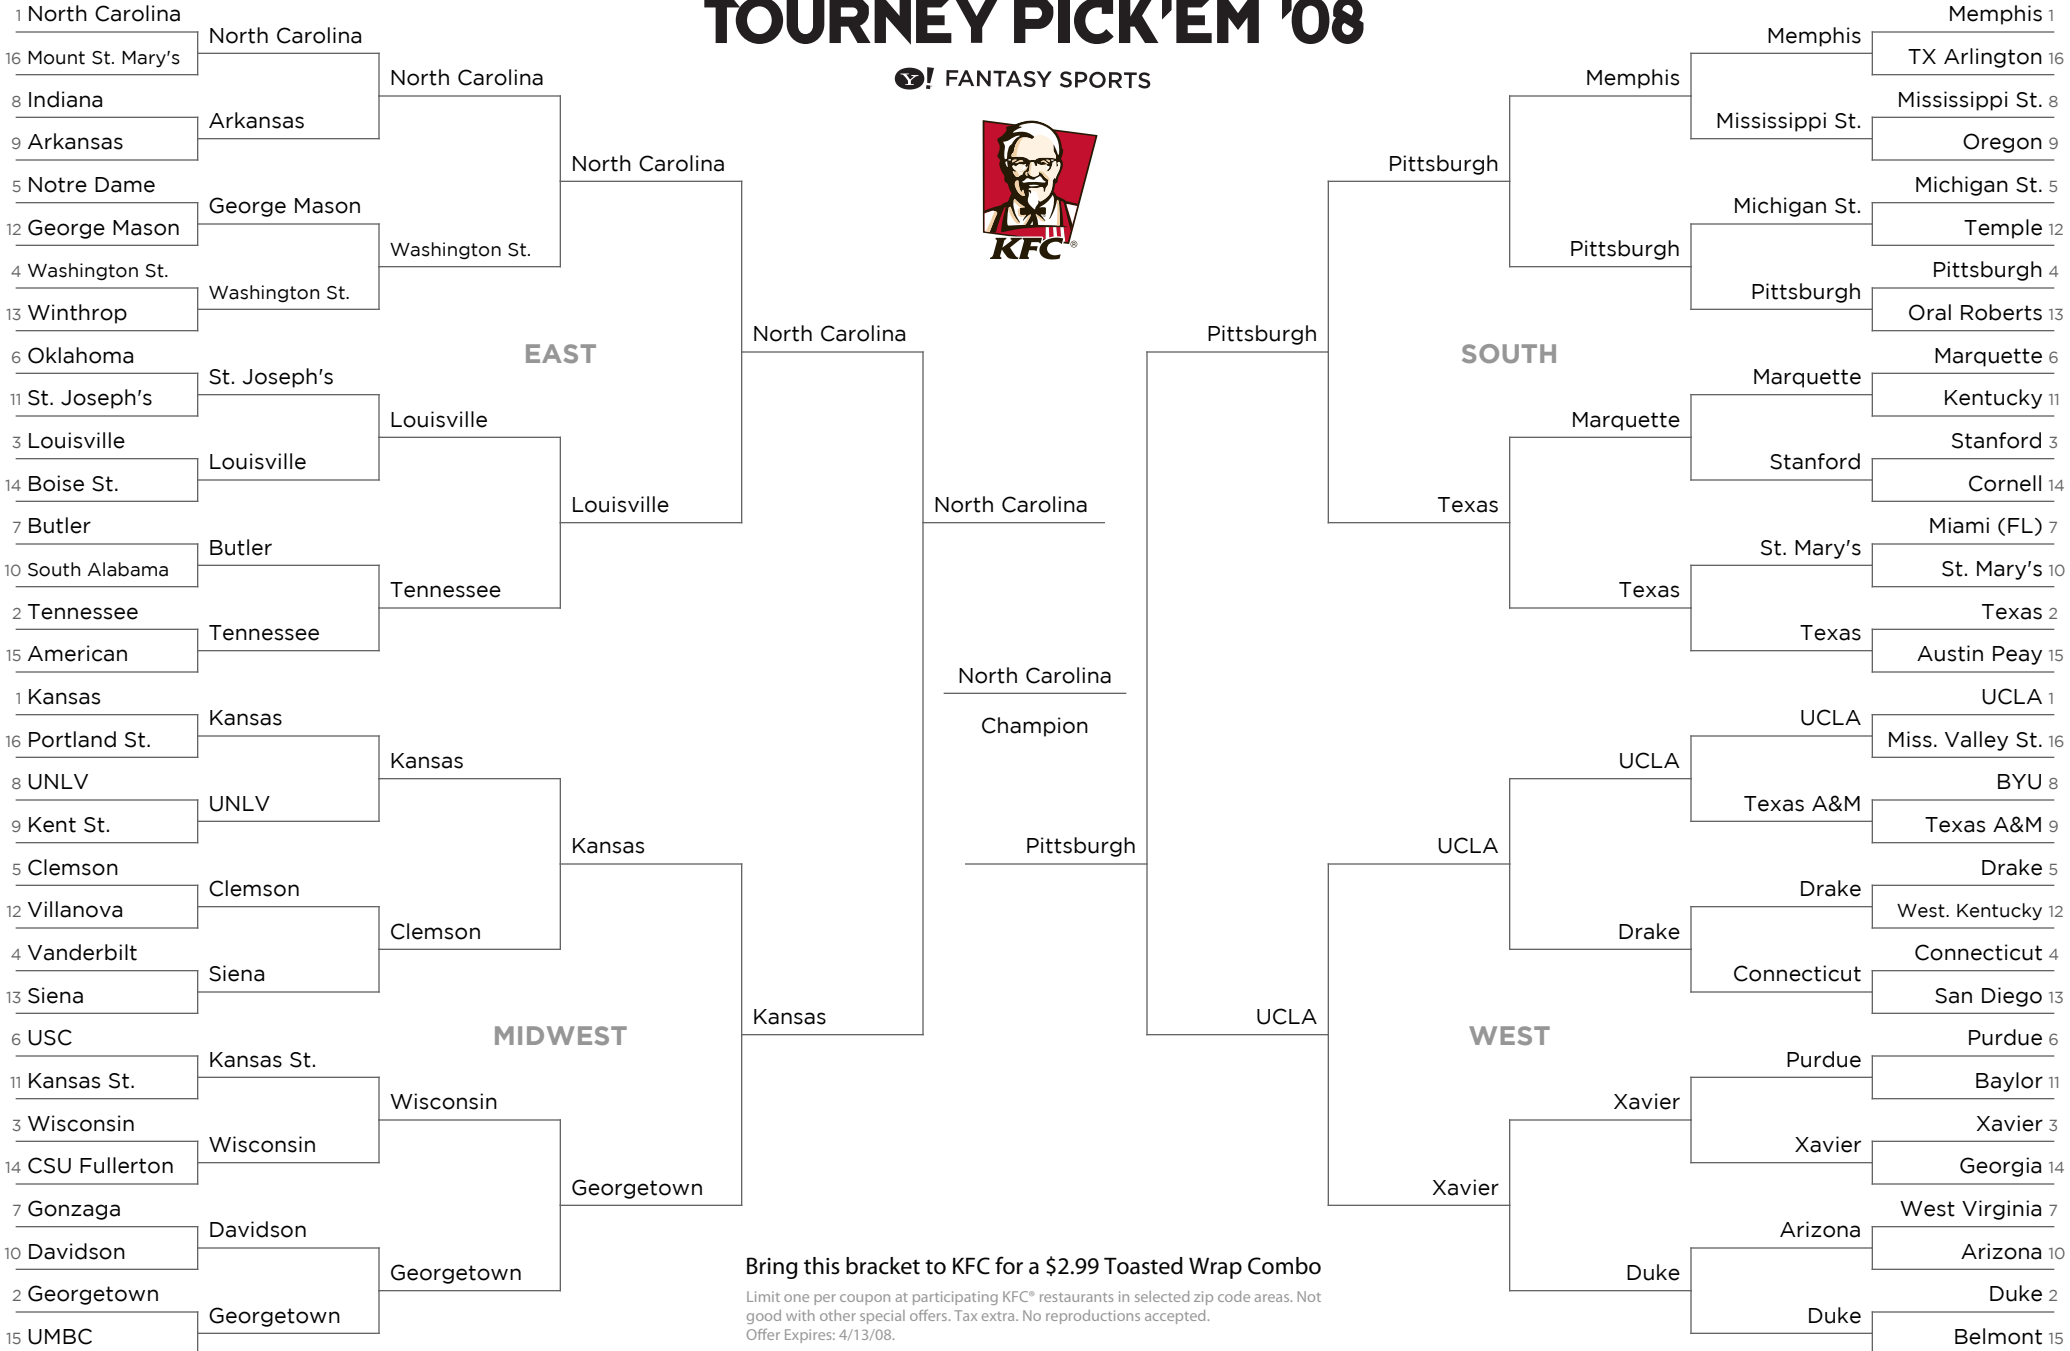 TOURNEY PICK'EM '08
Y! FANTASY SPORTS
KFC®
1 North Carolina
16 Mount St. Mary's
8 Indiana
9 Arkansas
5 Notre Dame
12 George Mason
4 Washington St.
13 Winthrop
6 Oklahoma
11 St. Joseph's
3 Louisville
14 Boise St.
7 Butler
10 South Alabama
2 Tennessee
15 American
1 Kansas
16 Portland St.
8 UNLV
9 Kent St.
5 Clemson
12 Villanova
4 Vanderbilt
13 Siena
6 USC
11 Kansas St.
3 Wisconsin
14 CSU Fullerton
7 Gonzaga
10 Davidson
2 Georgetown
15 UMBC
North Carolina
Arkansas
George Mason
Washington St.
St. Joseph's
Louisville
Butler
Tennessee
Kansas
UNLV
Clemson
Siena
Kansas St.
Wisconsin
Davidson
Georgetown
North Carolina
Washington St.
Louisville
Tennessee
Kansas
Clemson
Wisconsin
Georgetown
EAST
MIDWEST
North Carolina
Louisville
Kansas
Georgetown
North Carolina
Kansas
North Carolina
North Carolina
Champion
Pittsburgh
Pittsburgh
UCLA
SOUTH
WEST
Pittsburgh
Texas
UCLA
Xavier
Memphis
Pittsburgh
Marquette
Texas
UCLA
Drake
Xavier
Duke
Memphis
Mississippi St.
Michigan St.
Pittsburgh
Marquette
Stanford
St. Mary's
Texas
UCLA
Texas A&M
Drake
Connecticut
Purdue
Xavier
Arizona
Duke
Memphis 1
TX Arlington 16
Mississippi St. 8
Oregon 9
Michigan St. 5
Temple 12
Pittsburgh 4
Oral Roberts 13
Marquette 6
Kentucky 11
Stanford 3
Cornell 14
Miami (FL) 7
St. Mary's 10
Texas 2
Austin Peay 15
UCLA 1
Miss. Valley St. 16
BYU 8
Texas A&M 9
Drake 5
West. Kentucky 12
Connecticut 4
San Diego 13
Purdue 6
Baylor 11
Xavier 3
Georgia 14
West Virginia 7
Arizona 10
Duke 2
Belmont 15
Bring this bracket to KFC for a $2.99 Toasted Wrap Combo
Limit one per coupon at participating KFC® restaurants in selected zip code areas. Not
good with other special offers. Tax extra. No reproductions accepted.
Offer Expires: 4/13/08.